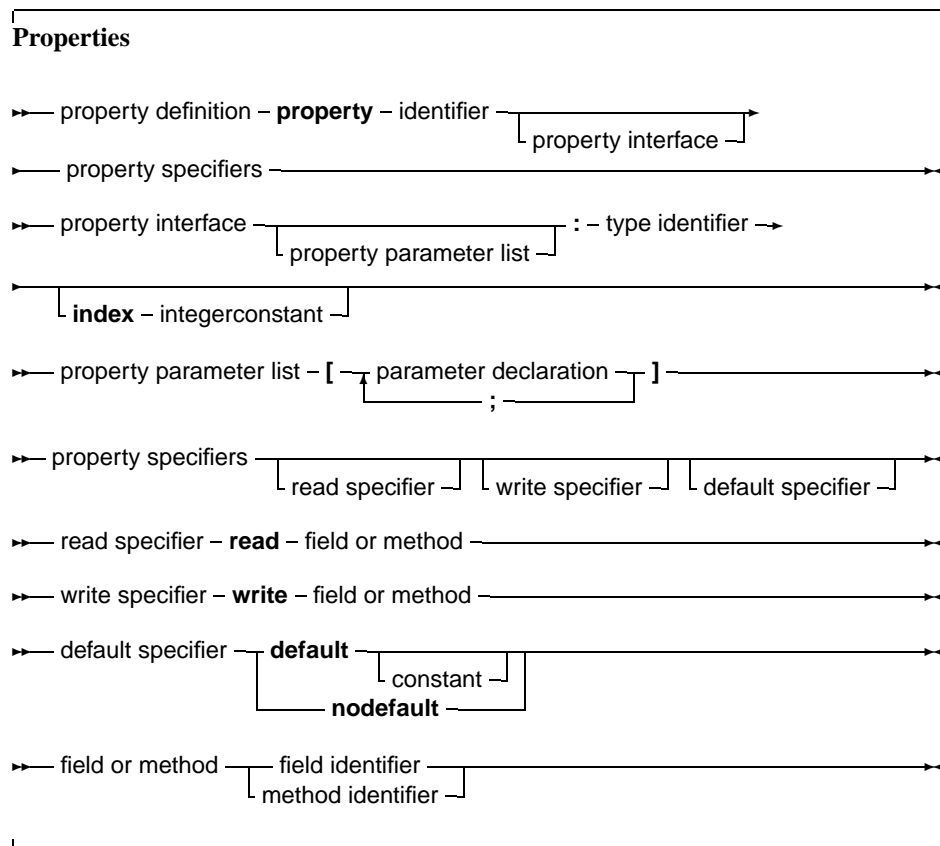 Properties
property definition – property – identifier
property interface
property specifiers
property interface : – type identifier
property parameter list
index – integerconstant
property parameter list – [ parameter declaration ]
;
property specifiers
read specifier write specifier default specifier
read specifier – read – field or method
write specifier – write – field or method
default specifier default
constant
nodefault
field or method field identifier
method identifier